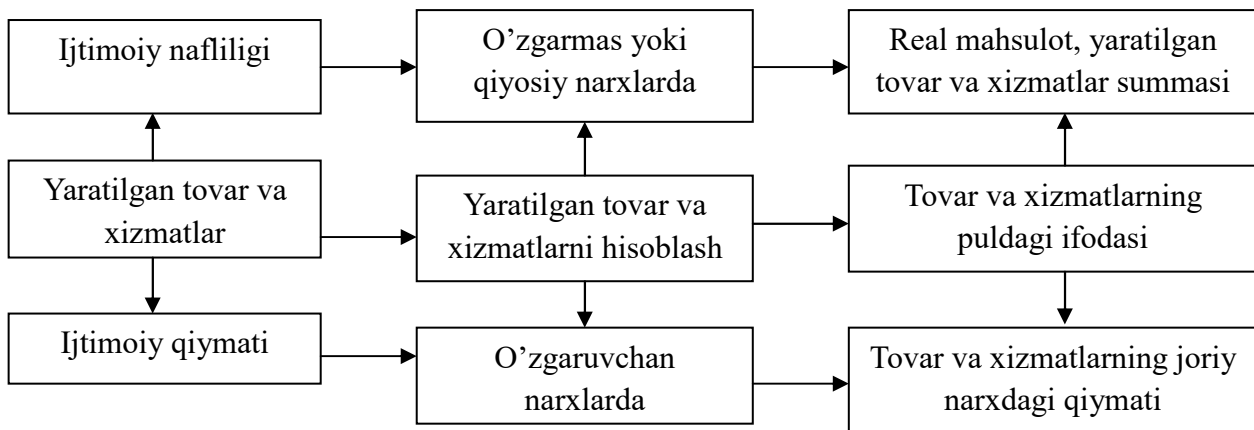 Ijtimoiy nafliligi
O’zgarmas yoki
qiyosiy narxlarda
Real mahsulot, yaratilgan
tovar va xizmatlar summasi
Yaratilgan tovar va
xizmatlar
Yaratilgan tovar va
xizmatlarni hisoblash
Tovar va xizmatlarning
puldagi ifodasi
Ijtimoiy qiymati
O’zgaruvchan
narxlarda
Tovar va xizmatlarning joriy
narxdagi qiymati